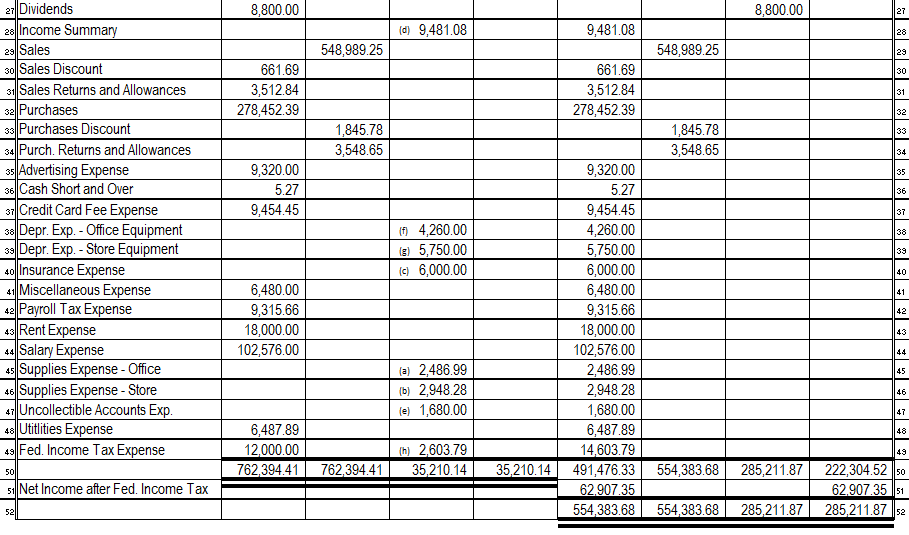 27 Dividends 8,800.00 8,800.00 27
28 Income Summary (d) 9,481.08 9,481.08 28
29 Sales 548,989.25 548,989.25 29
30 Sales Discount 661.69 661.69 30
31 Sales Returns and Allowances 3,512.84 3,512.84 31
32 Purchases 278,452.39 278,452.39 32
33 Purchases Discount 1,845.78 1,845.78 33
34 Purch. Returns and Allowances 3,548.65 3,548.65 34
35 Advertising Expense 9,320.00 9,320.00 35
36 Cash Short and Over 5.27 5.27 36
37 Credit Card Fee Expense 9,454.45 9,454.45 37
38 Depr. Exp. - Office Equipment (f) 4,260.00 4,260.00 38
39 Depr. Exp. - Store Equipment (g) 5,750.00 5,750.00 39
40 Insurance Expense (c) 6,000.00 6,000.00 40
41 Miscellaneous Expense 6,480.00 6,480.00 41
42 Payroll Tax Expense 9,315.66 9,315.66 42
43 Rent Expense 18,000.00 18,000.00 43
44 Salary Expense 102,576.00 102,576.00 44
45 Supplies Expense - Office (a) 2,486.99 2,486.99 45
46 Supplies Expense - Store (b) 2,948.28 2,948.28 46
47 Uncollectible Accounts Exp. (e) 1,680.00 1,680.00 47
48 Utitlities Expense 6,487.89 6,487.89 48
49 Fed. Income Tax Expense 12,000.00 (h) 2,603.79 14,603.79 49
50 762,394.41 762,394.41 35,210.14 35,210.14 491,476.33 554,383.68 285,211.87 222,304.52 50
51 Net Income after Fed. Income Tax 62,907.35 62,907.35 51
52 554,383.68 554,383.68 285,211.87 285,211.87 52